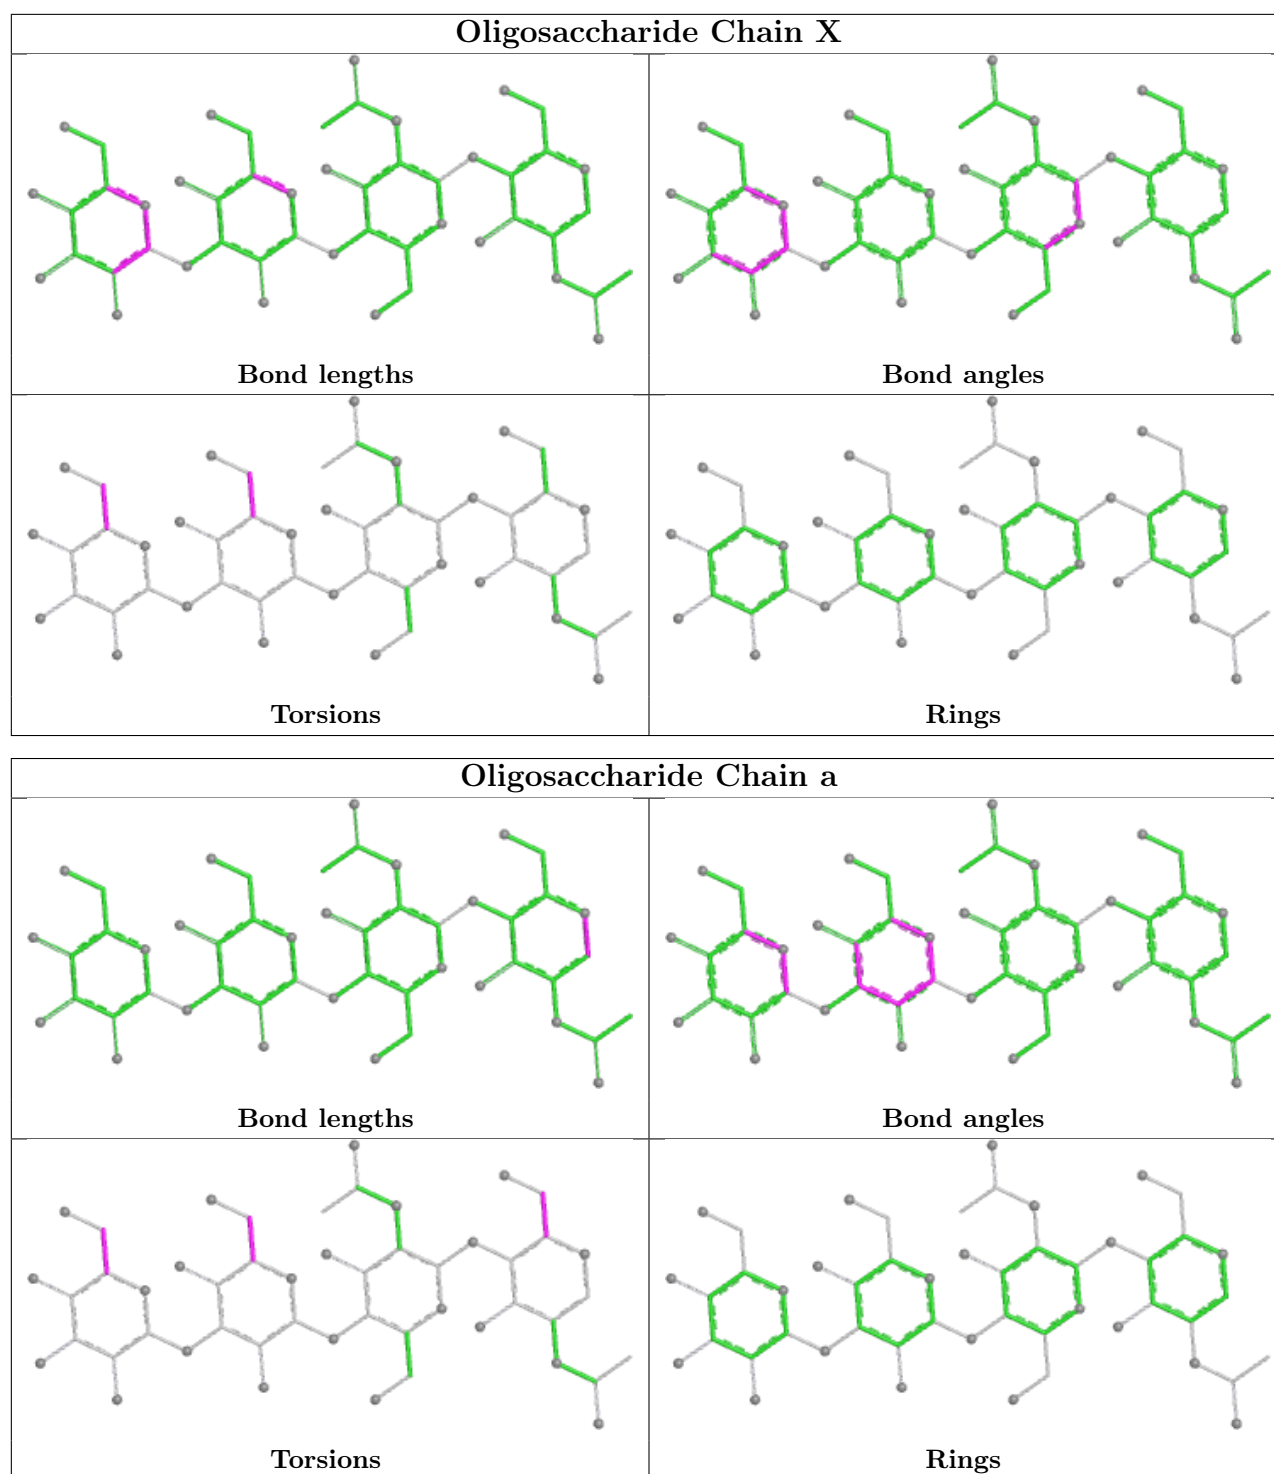 Oligosaccharide Chain X
Bond lengths
Bond angles
Torsions
Rings
Oligosaccharide Chain a
Bond lengths
Bond angles
Torsions
Rings